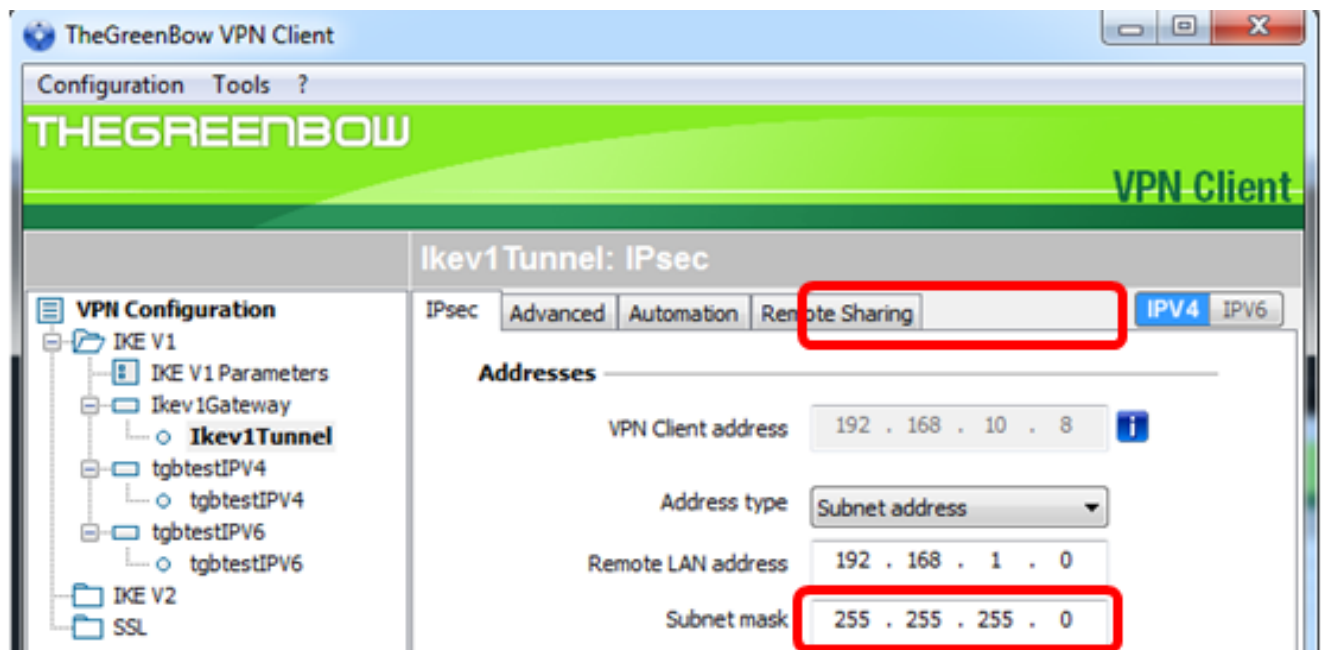 TheGreenBow VPN Client
Configuration Tools ?
THEGREENBOW
VPN Client
Ikev1Tunnel: IPsec
VPN Configuration
IKE V1
IKE V1 Parameters
Ikev1Gateway
Ikev1Tunnel
tgbtestIPV4
tgbtestIPV4
tgbtestIPV6
tgbtestIPV6
IKE V2
SSL
IPsec Advanced Automation Remote Sharing IPV4 IPV6
Addresses
VPN Client address 192 . 168 . 10 . 8
Address type Subnet address
Remote LAN address 192 . 168 . 1 . 0
Subnet mask 255 . 255 . 255 . 0